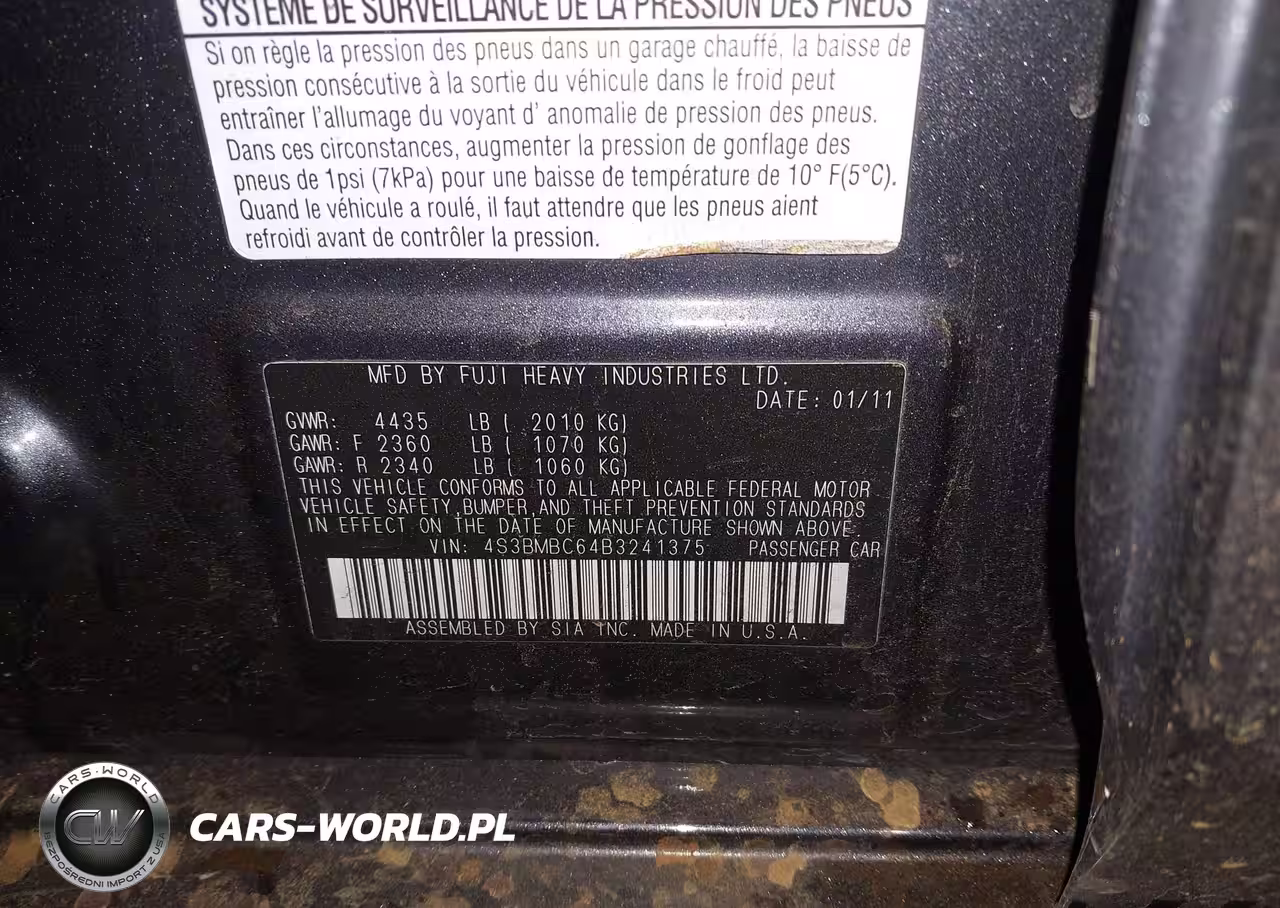 SYSTÈME DE SURVEILLANCE DE LA PRESSION DES PNEUS
Si on règle la pression des pneus dans un garage chauffé, la baisse de
pression consécutive à la sortie du véhicule dans le froid peut
entraîner l'allumage du voyant d' anomalie de pression des pneus.
Dans ces circonstances, augmenter la pression de gonflage des
pneus de 1psi (7kPa) pour une baisse de température de 10° F(5°C).
Quand le véhicule a roulé, il faut attendre que les pneus aient
refroidi avant de contrôler la pression.
MFD BY FUJI HEAVY INDUSTRIES LTD.
DATE: 01/11
GVWR: 4435 LB ( 2010 KG)
GAWR: F 2360 LB ( 1070 KG)
GAWR: R 2340 LB ( 1060 KG)
THIS VEHICLE CONFORMS TO ALL APPLICABLE FEDERAL MOTOR
VEHICLE SAFETY,BUMPER,AND THEFT PREVENTION STANDARDS
IN EFFECT ON THE DATE OF MANUFACTURE SHOWN ABOVE.
VIN: 4S3BMBC64B3241375 PASSENGER CAR
ASSEMBLED BY SIA INC. MADE IN U.S.A.
CARS-WORLD
CW
BEZPOŚREDNI IMPORT Z USA
CARS-WORLD.PL